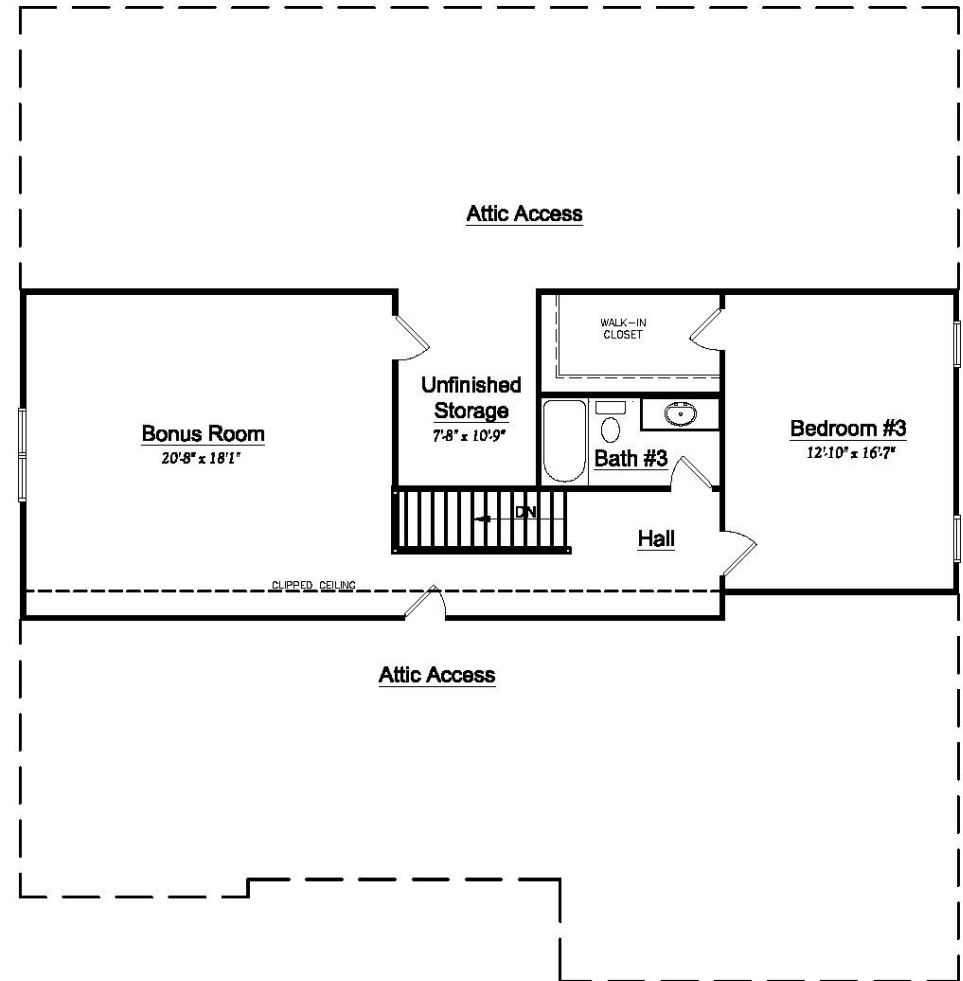 Attic Access
WALK-IN
CLOSET
Unfinished
Storage
7'-8" x 10'-9"
Bonus Room
20'-8" x 18'1"
Bedroom #3
12'-10" x 16'-7"
Bath #3
DN
Hall
CLIPPED CEILING
Attic Access